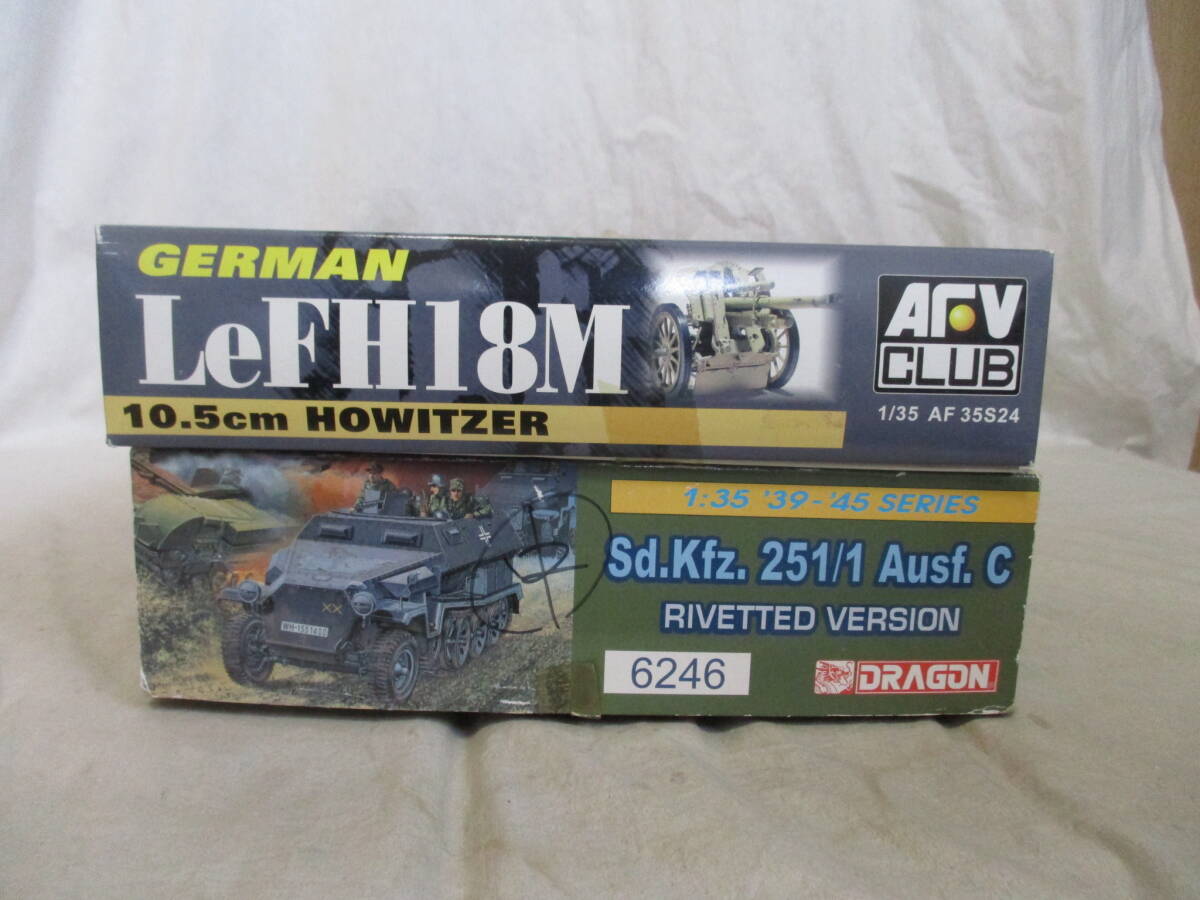 GERMAN
LeFH18M
10.5cm HOWITZER
AFV
CLUB
1/35 AF 35S24
1:35 '39-'45 SERIES
Sd.Kfz. 251/1 Ausf. C
RIVETTED VERSION
6246
DRAGON